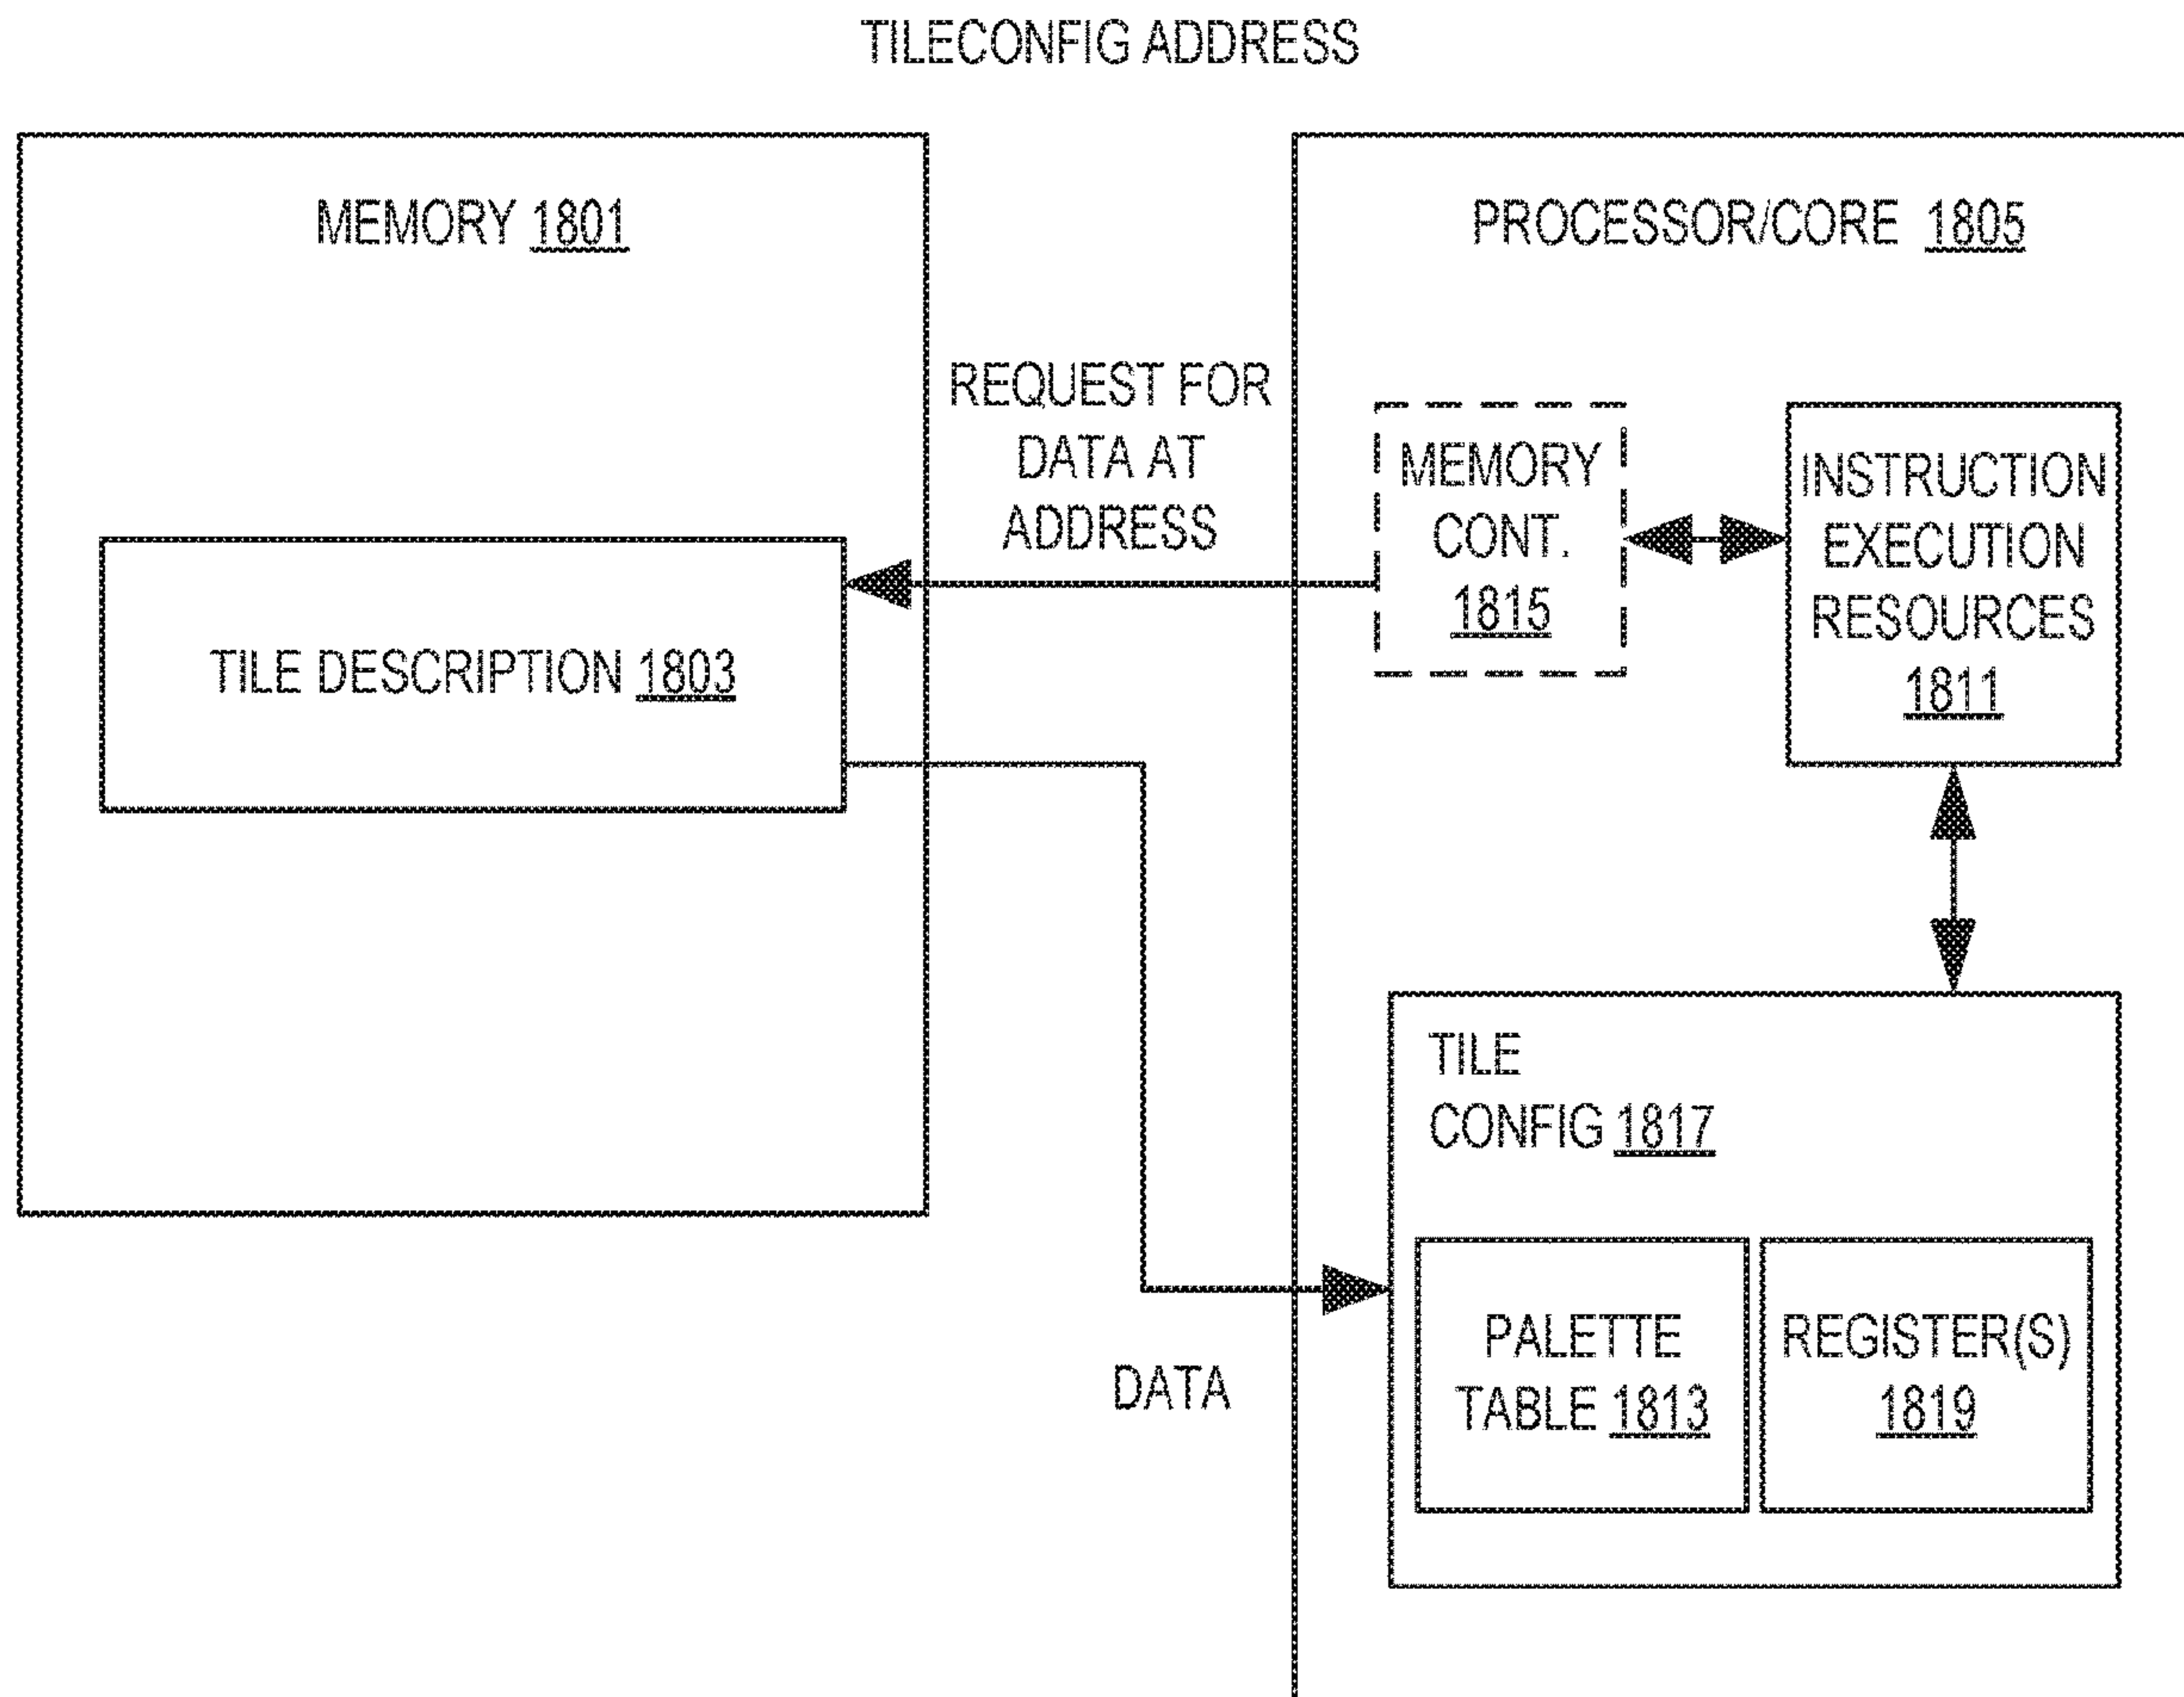 TILECONFIG ADDRESS
MEMORY 1801
PROCESSOR/CORE 1805
REQUEST FOR
DATA AT
ADDRESS
MEMORY
CONT.
1815
INSTRUCTION
EXECUTION
RESOURCES
1811
TILE DESCRIPTION 1803
TILE
CONFIG 1817
PALETTE
TABLE 1813
REGISTER(S)
1819
DATA